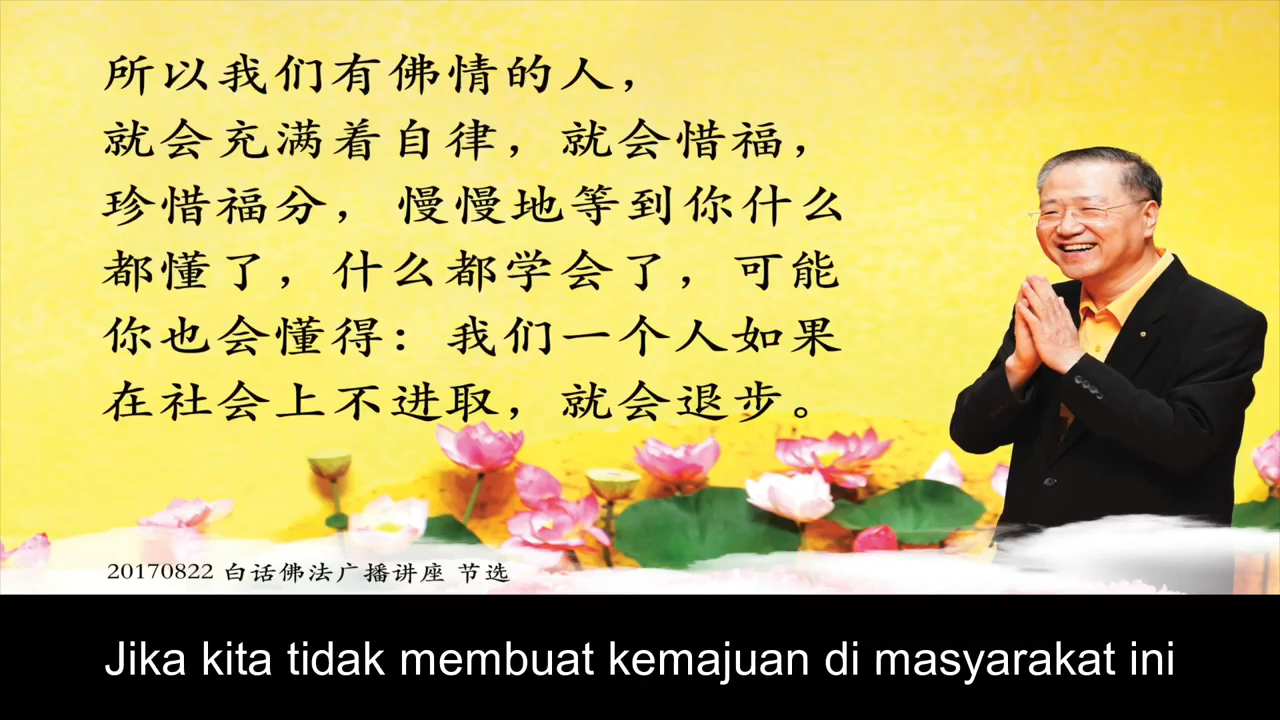 所以我们有佛情的人，
就会充满着自律，就会惜福，
珍惜福分，慢慢地等到你什么
都懂了，什么都学会了，可能
你也会懂得：我们一个人如果
在社会上不进取，就会退步。
20170822 白话佛法广播讲座 节选
Jika kita tidak membuat kemajuan di masyarakat ini